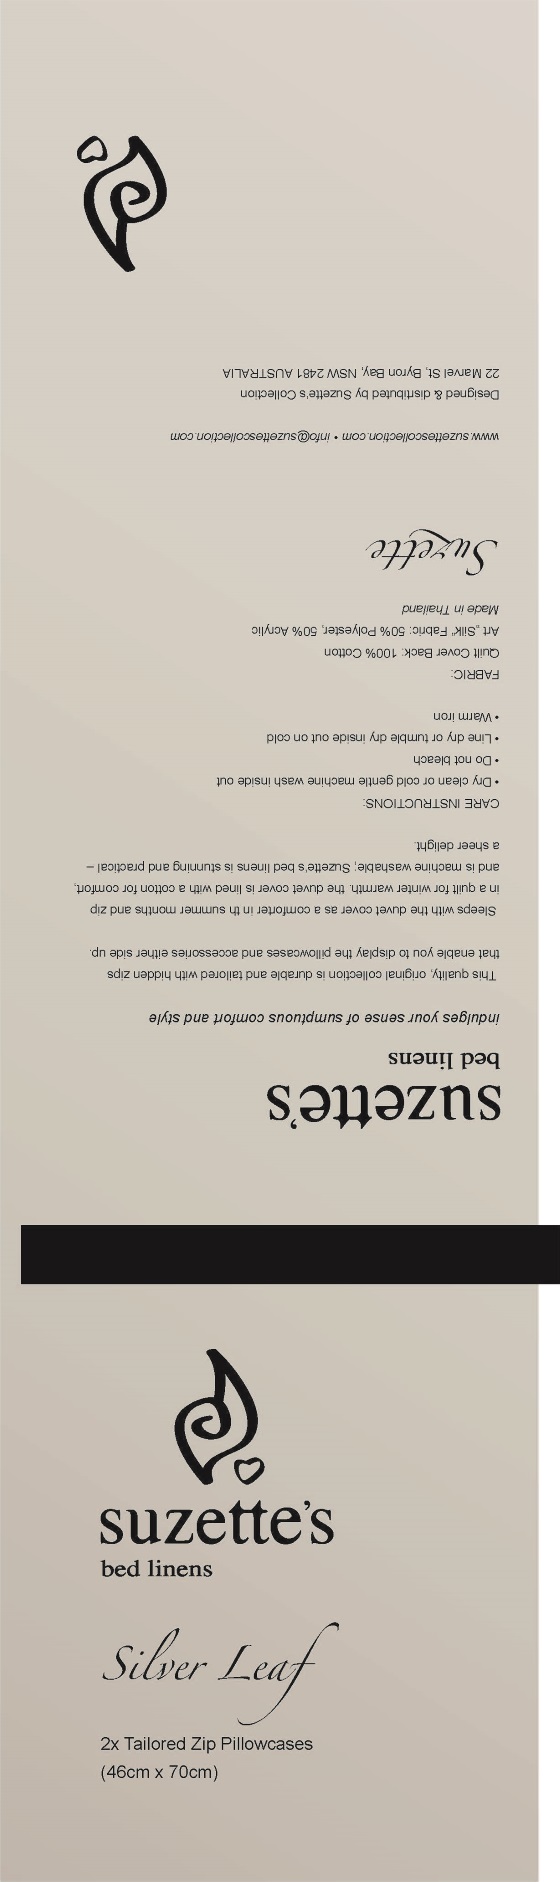 suzette's
bed linens
indulges your sense of sumptuous comfort and style
This quality, original collection is durable and tailored with hidden zips
that enable you to display the pillowcases and accessories either side up.
Sleeps with the duvet cover as a comforter in th summer months and zip
in a quilt for winter warmth. the duvet cover is lined with a cotton for comfort,
and is machine washable; Suzette's bed linens is stunning and practical –
a sheer delight.
CARE INSTRUCTIONS:
• Dry clean or cold gentle machine wash inside out
• Do not bleach
• Line dry or tumble dry inside out on cold
• Warm iron
FABRIC:
Quilt Cover Back: 100% Cotton
Art „Silk“ Fabric: 50% Polyester, 50% Acrylic
Made in Thailand
Suzette
www.suzettescollection.com • info@suzettescollection.com
Designed & distributed by Suzette's Collection
22 Marvel St, Byron Bay, NSW 2481 AUSTRALIA
suzette's
bed linens
Silver Leaf
2x Tailored Zip Pillowcases
(46cm x 70cm)